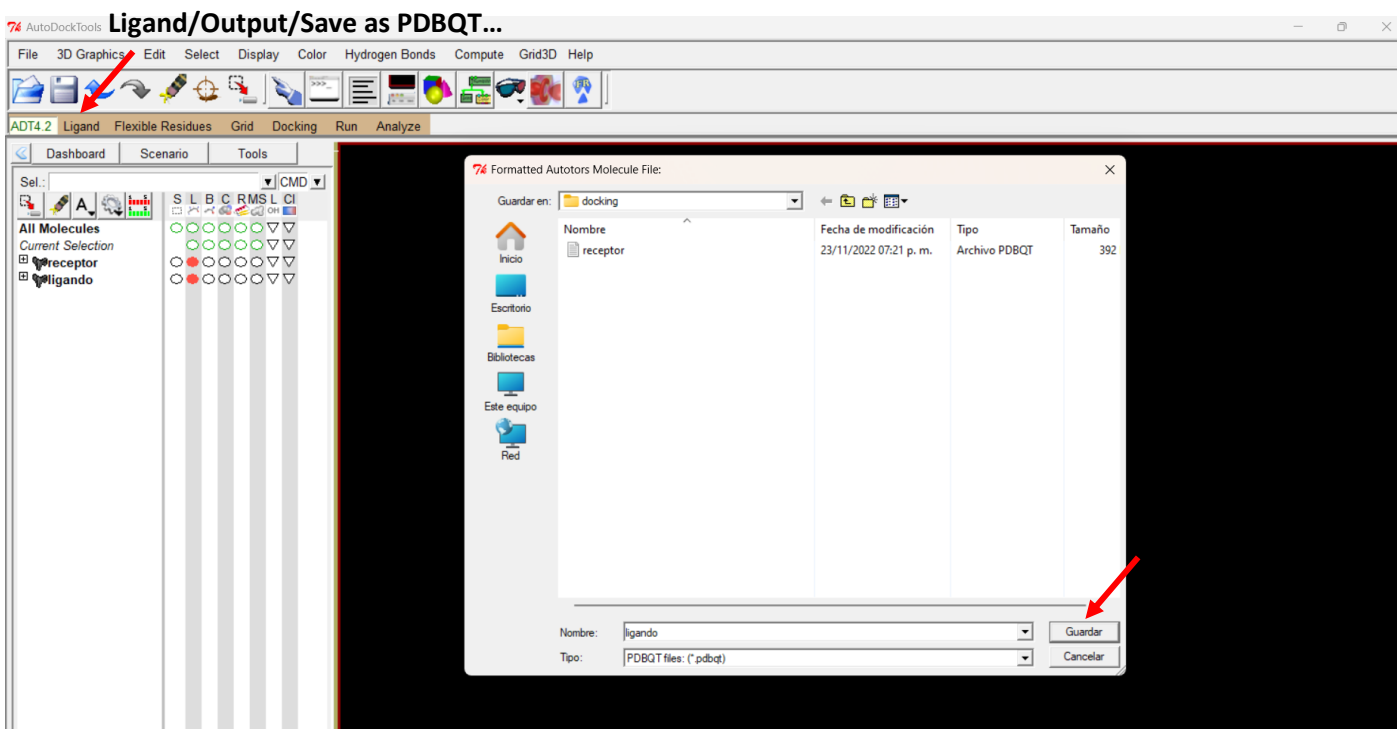 AutoDockTools Ligand/Output/Save as PDBQT...
File 3D Graphics Edit Select Display Color Hydrogen Bonds Compute Grid3D Help
ADT4.2 Ligand Flexible Residues Grid Docking Run Analyze
Dashboard Scenario Tools
Sel.: CMD
S L B C R MS L Cl
All Molecules
Current Selection
receptor
ligando
Formatted Autotors Molecule File:
Guardar en: docking
Nombre Fecha de modificación Tipo Tamaño
receptor 23/11/2022 07:21 p. m. Archivo PDBQT 392
Inicio
Escritorio
Bibliotecas
Este equipo
Red
Nombre: ligando Guardar
Tipo: PDBQT files: (*.pdbqt) Cancelar